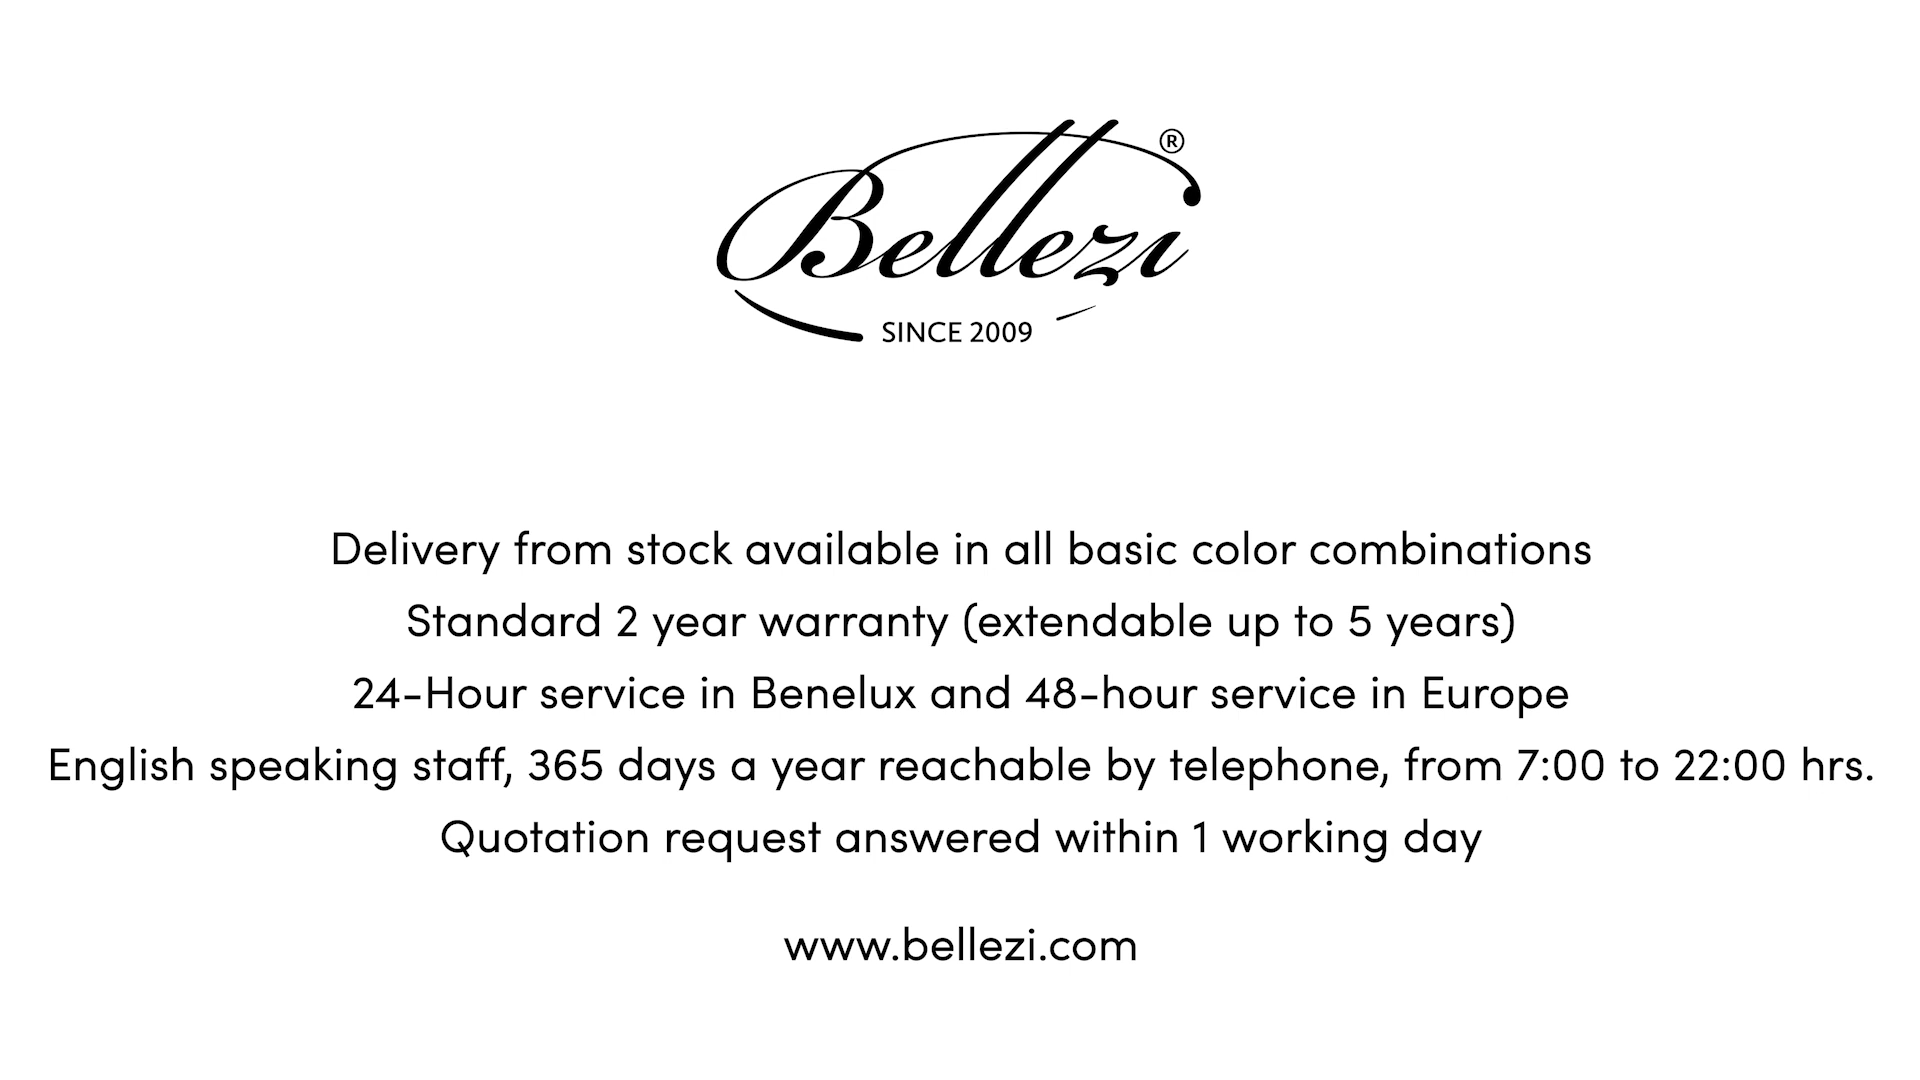 Bellezi®
SINCE 2009
Delivery from stock available in all basic color combinations
Standard 2 year warranty (extendable up to 5 years)
24-Hour service in Benelux and 48-hour service in Europe
English speaking staff, 365 days a year reachable by telephone, from 7:00 to 22:00 hrs.
Quotation request answered within 1 working day
www.bellezi.com